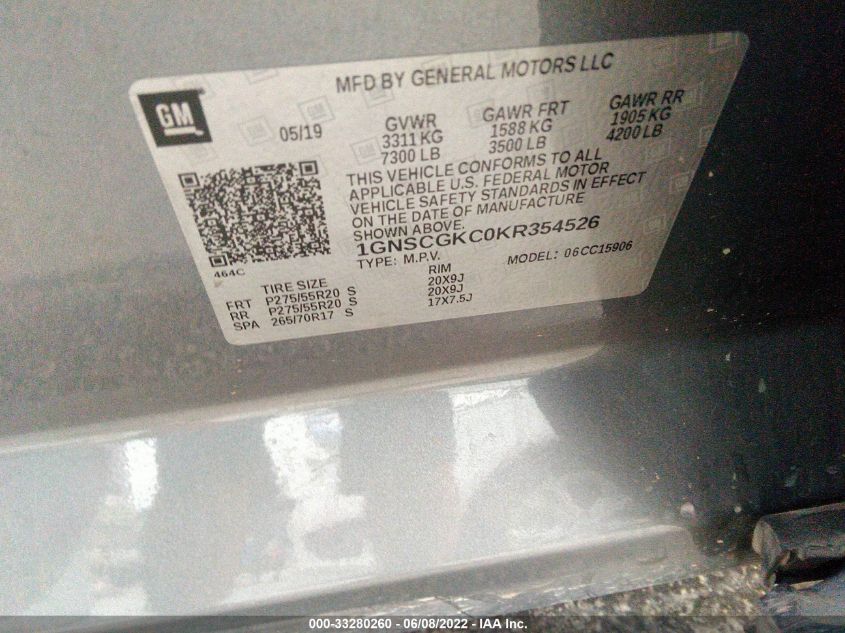 MFD BY GENERAL MOTORS LLC
GM
05/19
GVWR
3311 KG
7300 LB
GAWR FRT
1588 KG
3500 LB
GAWR RR
1905 KG
4200 LB
THIS VEHICLE CONFORMS TO ALL
APPLICABLE U.S. FEDERAL MOTOR
VEHICLE SAFETY STANDARDS IN EFFECT
ON THE DATE OF MANUFACTURE
SHOWN ABOVE.
1GNSCGKC0KR354526
TYPE: M.P.V. MODEL: 06CC15906
464C
TIRE SIZE RIM
FRT P275/55R20 S 20X9J
RR P275/55R20 S 20X9J
SPA 265/70R17 S 17X7.5J
000-33280260 - 06/08/2022 - IAA Inc.